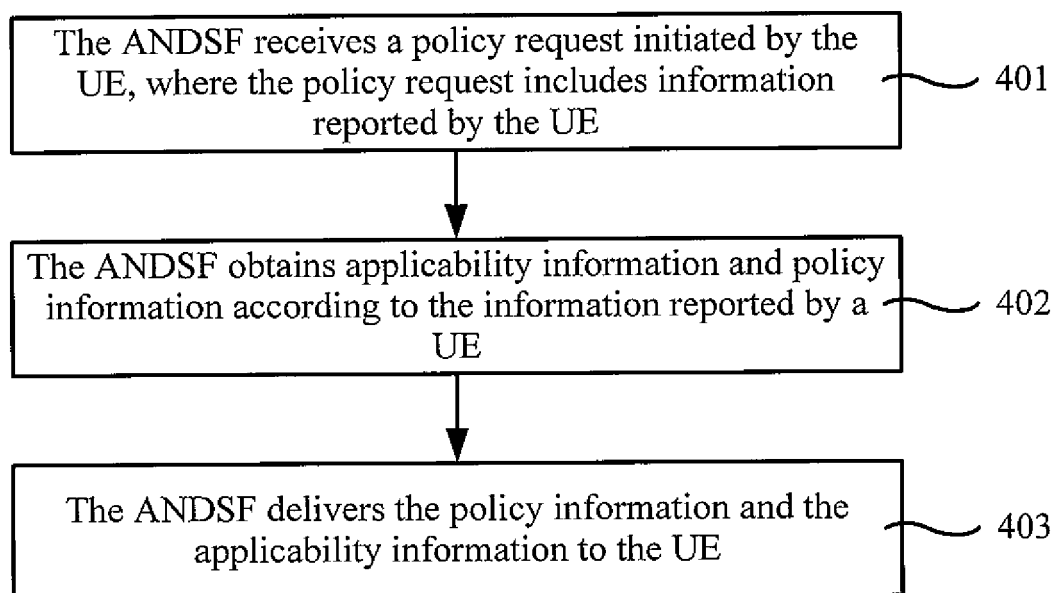 The ANDSF receives a policy request initiated by the
UE, where the policy request includes information
reported by the UE
401
The ANDSF obtains applicability information and policy
information according to the information reported by a
UE
402
The ANDSF delivers the policy information and the
applicability information to the UE
403